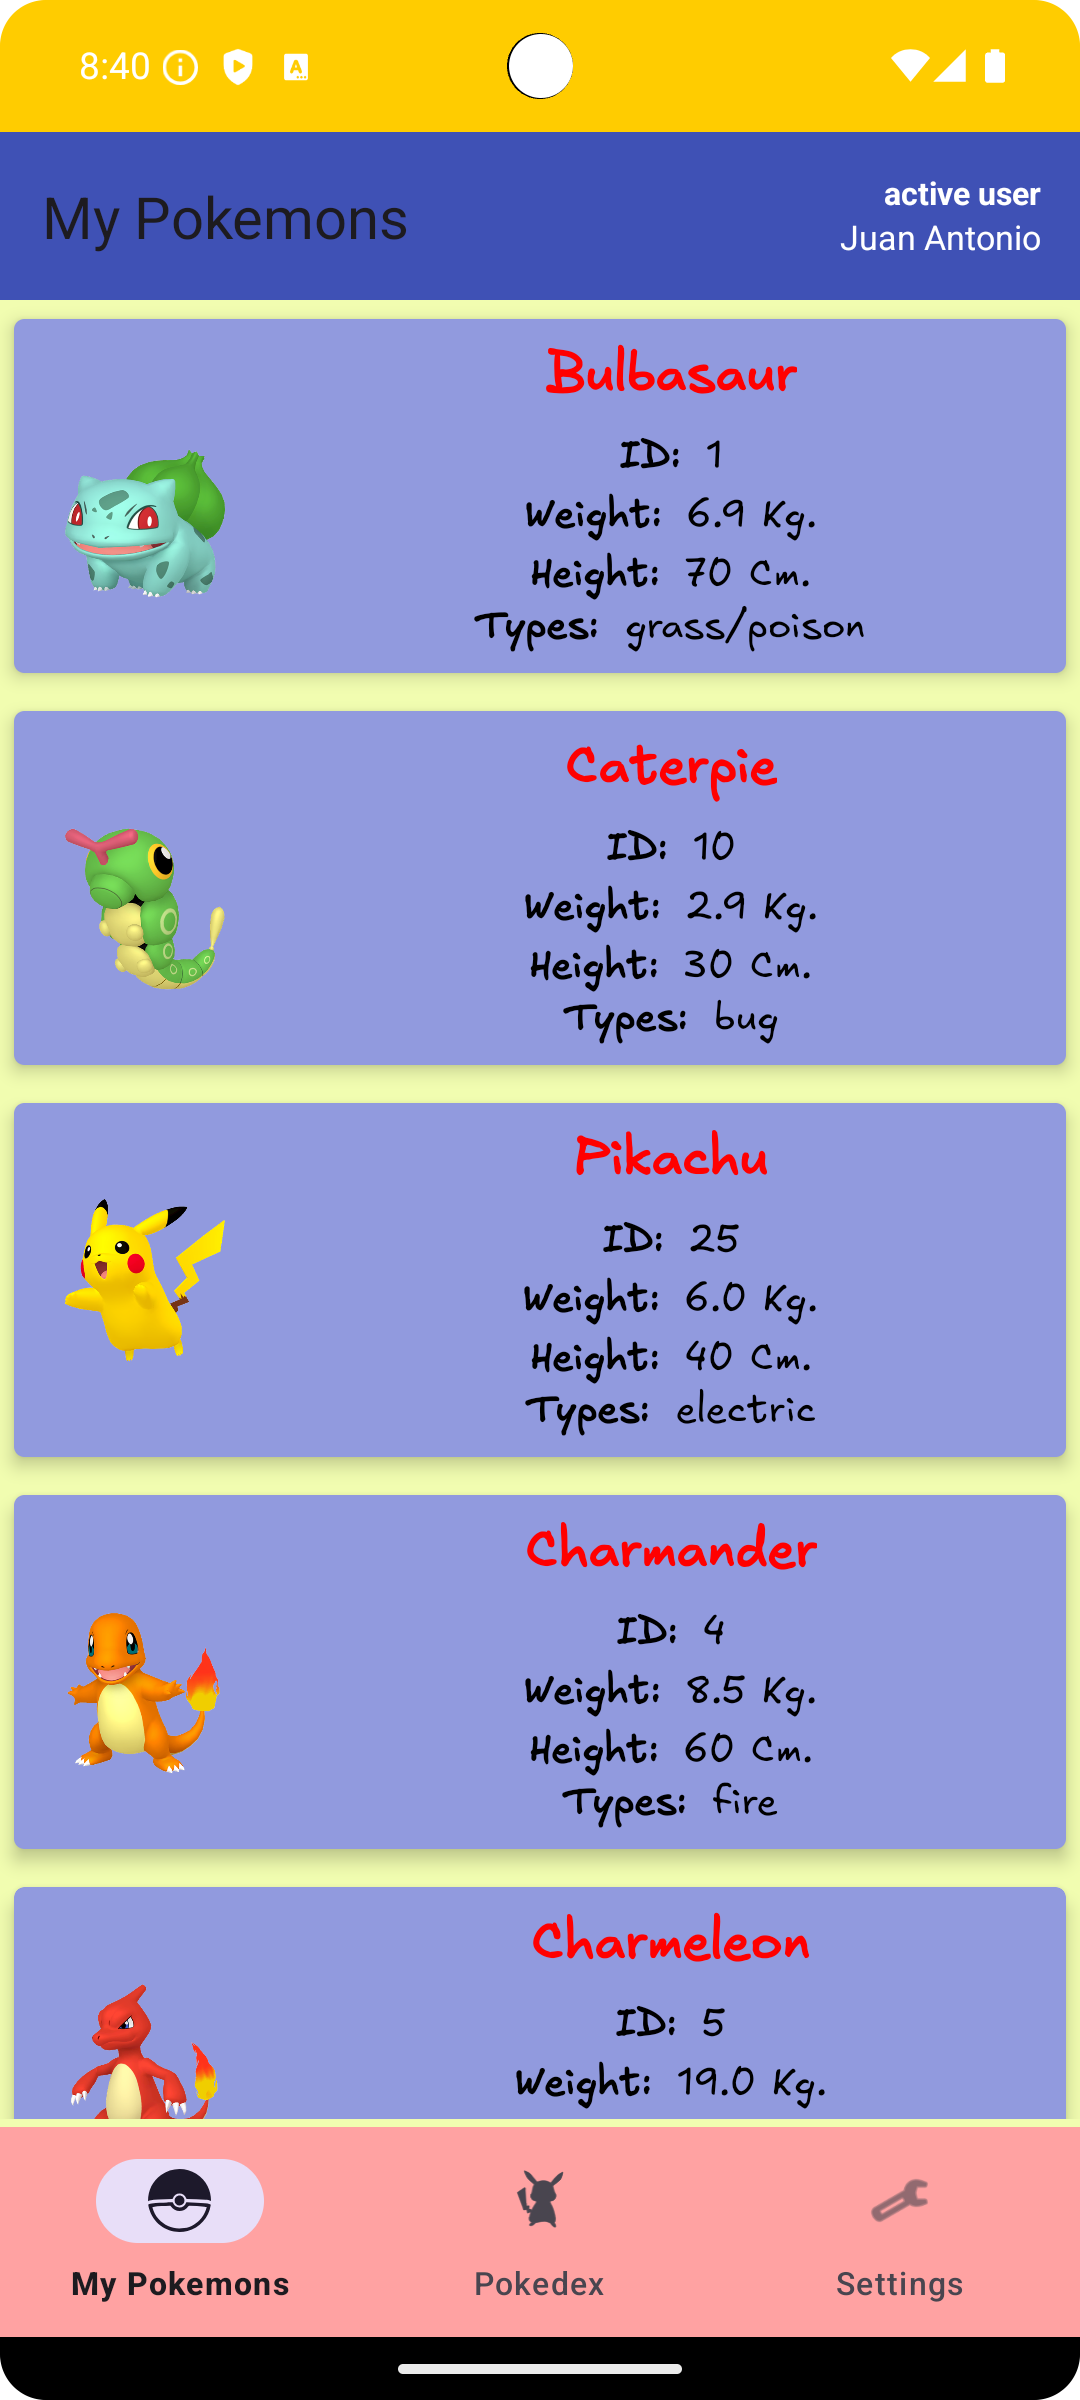 8:40
My Pokemons
active user
Juan Antonio
Bulbasaur
ID: 1
Weight: 6.9 Kg.
Height: 70 Cm.
Types: grass/poison
Caterpie
ID: 10
Weight: 2.9 Kg.
Height: 30 Cm.
Types: bug
Pikachu
ID: 25
Weight: 6.0 Kg.
Height: 40 Cm.
Types: electric
Charmander
ID: 4
Weight: 8.5 Kg.
Height: 60 Cm.
Types: fire
Charmeleon
ID: 5
Weight: 19.0 Kg.
My Pokemons
Pokedex
Settings